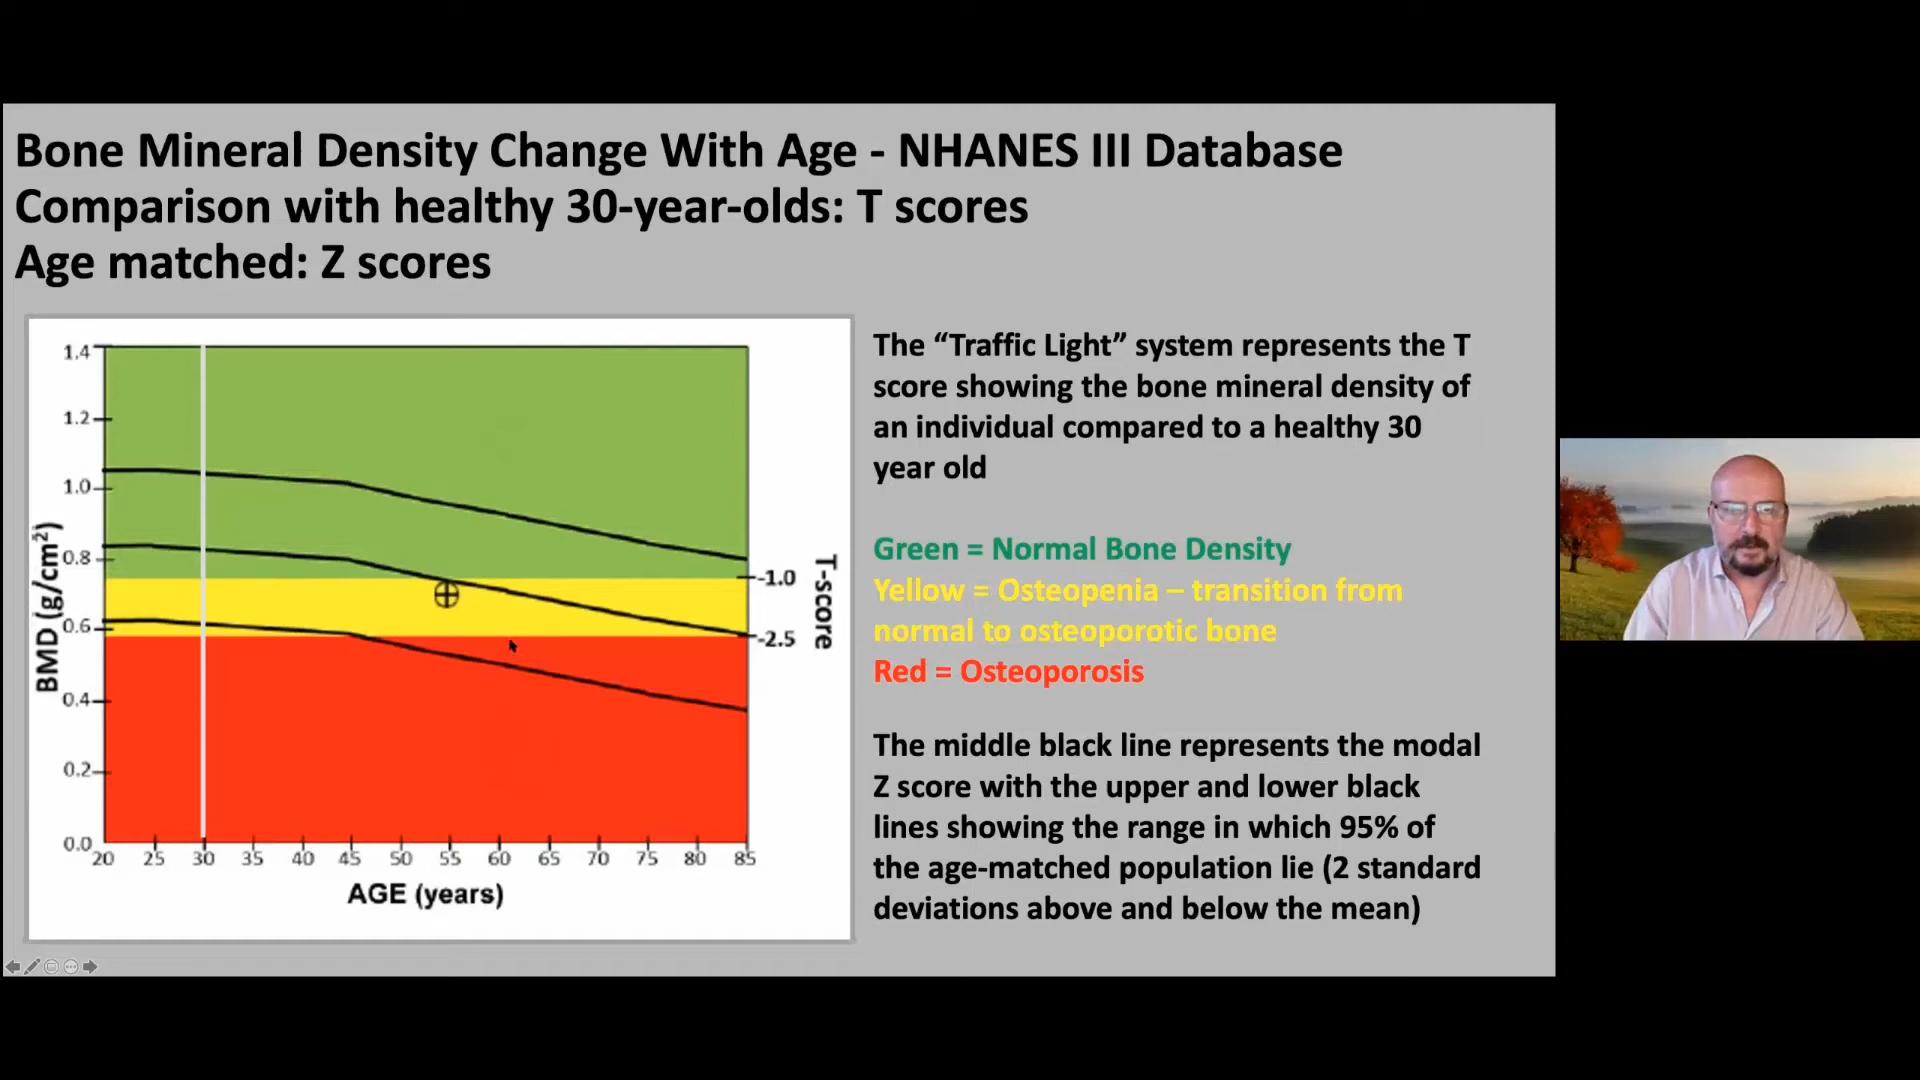 Bone Mineral Density Change With Age - NHANES III Database
Comparison with healthy 30-year-olds: T scores
Age matched: Z scores
1.4
1.2
1.0
0.8
0.6
0.4
0.2
0.0
BMD (g/cm²)
-1.0
-2.5
T-score
20 25 30 35 40 45 50 55 60 65 70 75 80 85
AGE (years)
The “Traffic Light” system represents the T
score showing the bone mineral density of
an individual compared to a healthy 30
year old
Green = Normal Bone Density
Yellow = Osteopenia – transition from
normal to osteoporotic bone
Red = Osteoporosis
The middle black line represents the modal
Z score with the upper and lower black
lines showing the range in which 95% of
the age-matched population lie (2 standard
deviations above and below the mean)